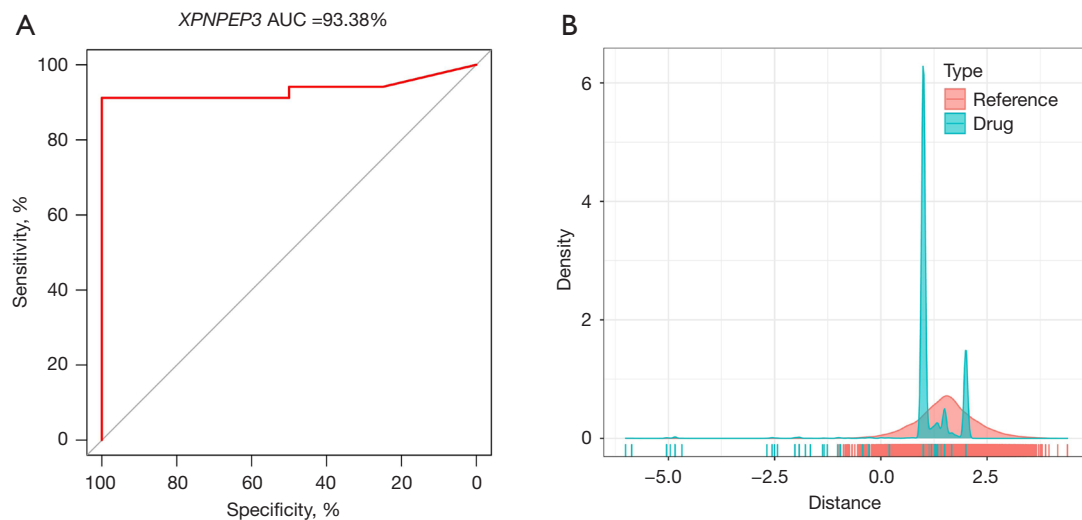 A
XPNPEP3 AUC =93.38%
Sensitivity, %
100
80
60
40
20
0
100 80 60 40 20 0
Specificity, %
B
Density
6
4
2
0
Type
Reference
Drug
−5.0 −2.5 0.0 2.5
Distance